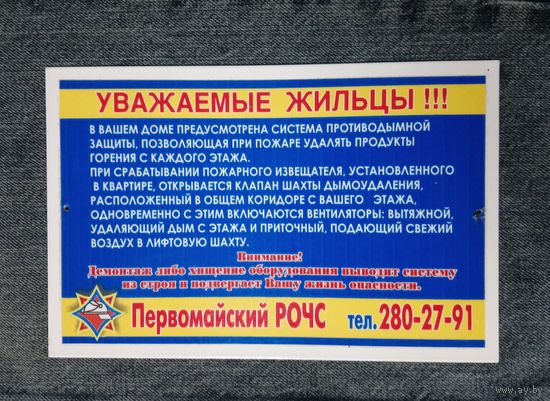 УВАЖАЕМЫЕ ЖИЛЬЦЫ !!!
В ВАШЕМ ДОМЕ ПРЕДУСМОТРЕНА СИСТЕМА ПРОТИВОДЫМНОЙ
ЗАЩИТЫ, ПОЗВОЛЯЮЩАЯ ПРИ ПОЖАРЕ УДАЛЯТЬ ПРОДУКТЫ
ГОРЕНИЯ С КАЖДОГО ЭТАЖА.
ПРИ СРАБАТЫВАНИИ ПОЖАРНОГО ИЗВЕЩАТЕЛЯ, УСТАНОВЛЕННОГО
В КВАРТИРЕ, ОТКРЫВАЕТСЯ КЛАПАН ШАХТЫ ДЫМОУДАЛЕНИЯ,
РАСПОЛОЖЕННЫЙ В ОБЩЕМ КОРИДОРЕ С ВАШЕГО ЭТАЖА,
ОДНОВРЕМЕННО С ЭТИМ ВКЛЮЧАЮТСЯ ВЕНТИЛЯТОРЫ: ВЫТЯЖНОЙ,
УДАЛЯЮЩИЙ ДЫМ С ЭТАЖА И ПРИТОЧНЫЙ, ПОДАЮЩИЙ СВЕЖИЙ
ВОЗДУХ В ЛИФТОВУЮ ШАХТУ.
Внимание!
Демонтаж либо хищение оборудования выводит систему
из строя и подвергает Вашу жизнь опасности.
Первомайский РОЧС тел. 280-27-91
www.ay.by